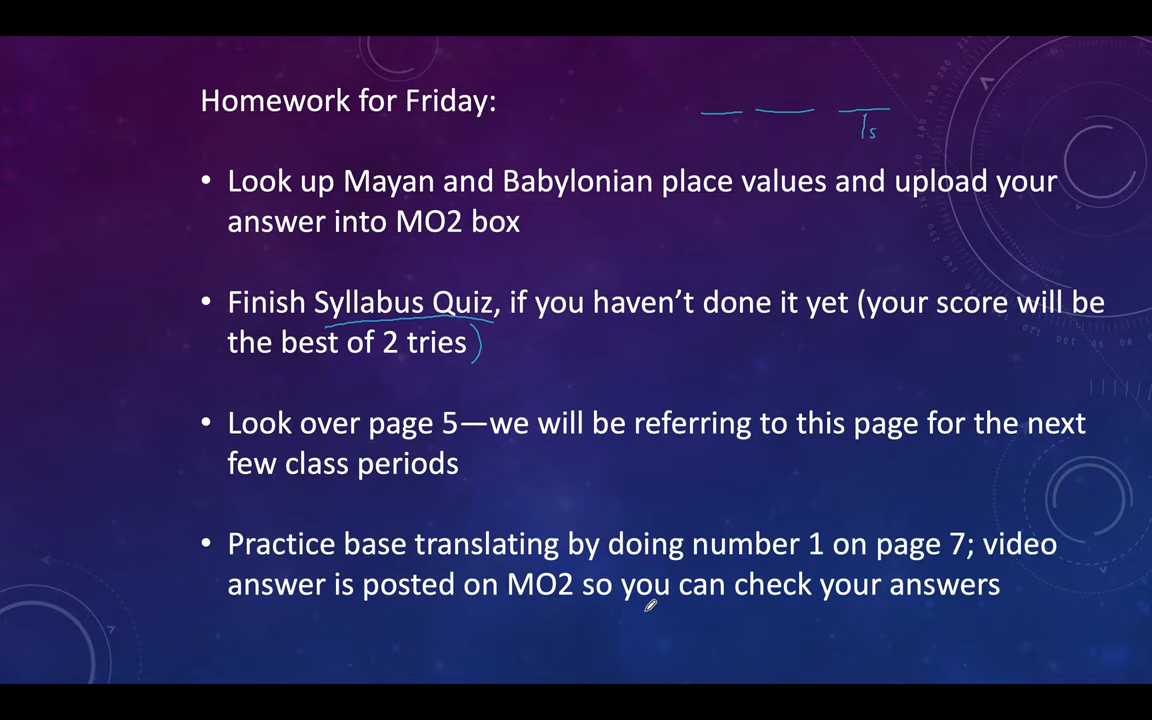 Homework for Friday:
1s
• Look up Mayan and Babylonian place values and upload your
answer into MO2 box
• Finish Syllabus Quiz, if you haven't done it yet (your score will be
the best of 2 tries)
• Look over page 5—we will be referring to this page for the next
few class periods
• Practice base translating by doing number 1 on page 7; video
answer is posted on MO2 so you can check your answers